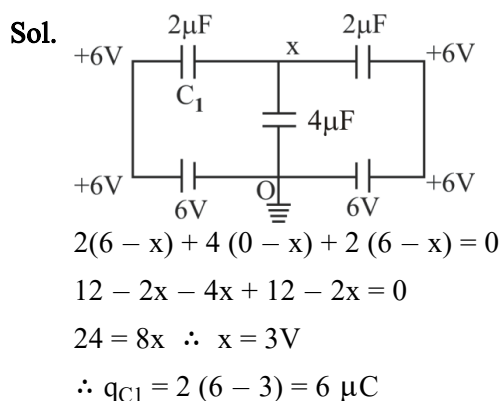 Sol.
2μF 2μF
+6V x +6V
C₁
4μF
+6V O +6V
6V 6V
2(6 – x) + 4 (0 – x) + 2 (6 – x) = 0
12 – 2x – 4x + 12 – 2x = 0
24 = 8x ∴ x = 3V
∴ q_C1 = 2 (6 – 3) = 6 μC